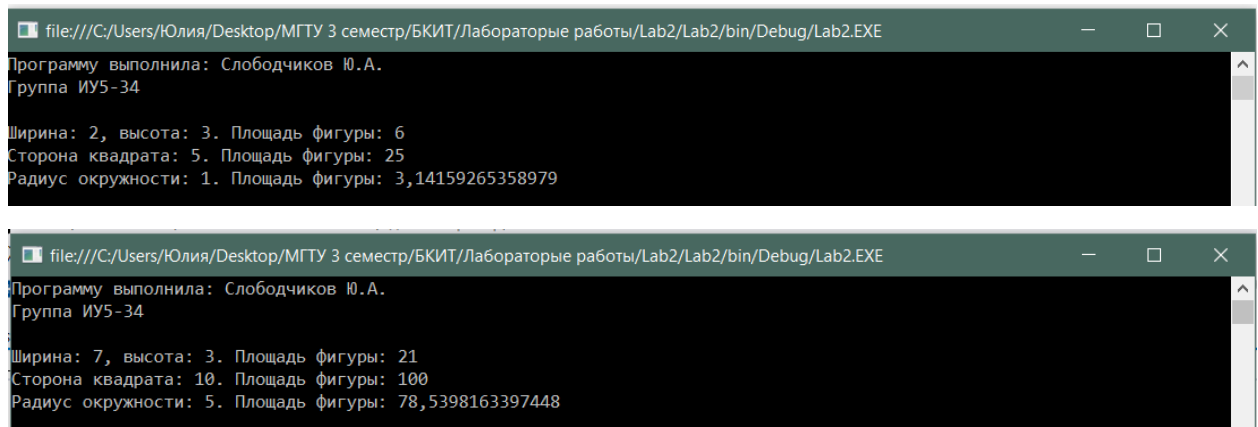 file:///C:/Users/Юлия/Desktop/МГТУ 3 семестр/БКИТ/Лабораторые работы/Lab2/Lab2/bin/Debug/Lab2.EXE
Программу выполнила: Слободчиков Ю.А.
Группа ИУ5-34
Ширина: 2, высота: 3. Площадь фигуры: 6
Сторона квадрата: 5. Площадь фигуры: 25
Радиус окружности: 1. Площадь фигуры: 3,14159265358979
file:///C:/Users/Юлия/Desktop/МГТУ 3 семестр/БКИТ/Лабораторые работы/Lab2/Lab2/bin/Debug/Lab2.EXE
Программу выполнила: Слободчиков Ю.А.
Группа ИУ5-34
Ширина: 7, высота: 3. Площадь фигуры: 21
Сторона квадрата: 10. Площадь фигуры: 100
Радиус окружности: 5. Площадь фигуры: 78,5398163397448